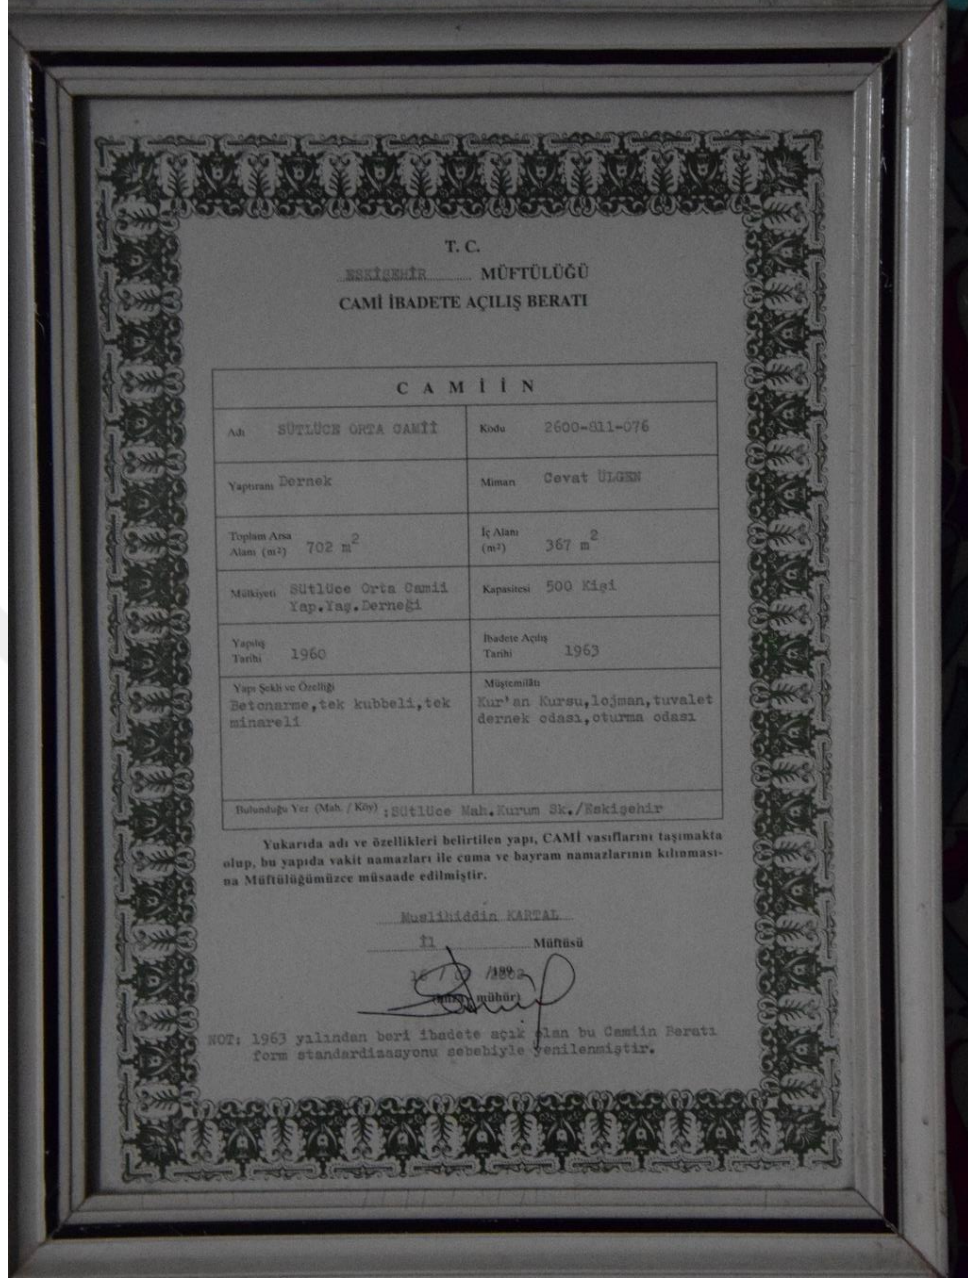 T. C.
ESKİŞEHİR MÜFTÜLÜĞÜ
CAMİ İBADETE AÇILIŞ BERATI
CAMİİN
Adı SÜTLÜCE ORTA CAMİİ
Kodu 2600-811-076
Yaptıranı Dernek
Mimarı Cevat ÜLGEN
Toplam Arsa
Alanı (m2) 702 m2
İç Alanı
(m2) 367 m2
Mülkiyeti Sütlüce Orta Camii
Yap.Yaş.Derneği
Kapasitesi 500 Kişi
Yapılış
Tarihi 1960
İbadete Açılış
Tarihi 1963
Yapı Şekli ve Özelliği
Betonarme,tek kubbeli,tek
minareli
Müştemilâtı
Kur'an Kursu,lojman,tuvalet
dernek odası,oturma odası
Bulunduğu Yer (Mah. / Köy) :Sütlüce Mah.Kurum Sk./Eskişehir
Yukarıda adı ve özellikleri belirtilen yapı, CAMİ vasıflarını taşımakta
olup, bu yapıda vakit namazları ile cuma ve bayram namazlarının kılınması-
na Müftülüğümüzce müsaade edilmiştir.
Muslihiddin KARTAL
İl Müftüsü
mühür)
NOT: 1963 yılından beri ibadete açık olan bu Camiin Beratı
form standardizasyonu sebebiyle yenilenmiştir.